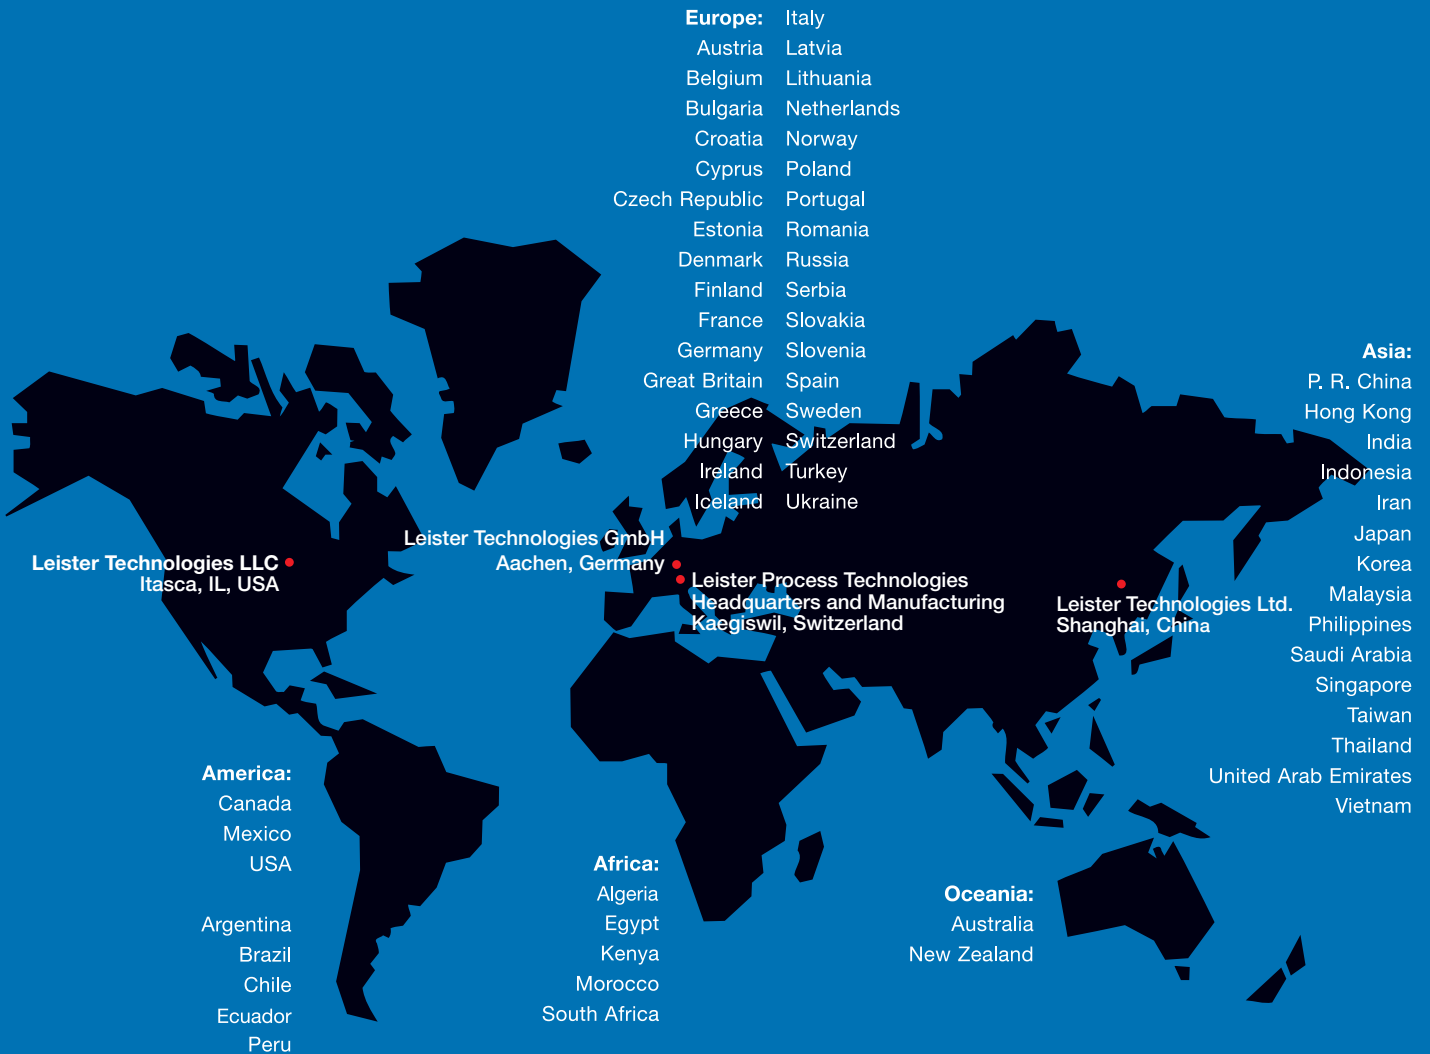 Europe:
Austria
Belgium
Bulgaria
Croatia
Cyprus
Czech Republic
Estonia
Denmark
Finland
France
Germany
Great Britain
Greece
Hungary
Ireland
Iceland
Italy
Latvia
Lithuania
Netherlands
Norway
Poland
Portugal
Romania
Russia
Serbia
Slovakia
Slovenia
Spain
Sweden
Switzerland
Turkey
Ukraine
Asia:
P. R. China
Hong Kong
India
Indonesia
Iran
Japan
Korea
Malaysia
Philippines
Saudi Arabia
Singapore
Taiwan
Thailand
United Arab Emirates
Vietnam
Leister Technologies LLC
Itasca, IL, USA
Leister Technologies GmbH
Aachen, Germany
Leister Process Technologies
Headquarters and Manufacturing
Kaegiswil, Switzerland
Leister Technologies Ltd.
Shanghai, China
America:
Canada
Mexico
USA
Argentina
Brazil
Chile
Ecuador
Peru
Africa:
Algeria
Egypt
Kenya
Morocco
South Africa
Oceania:
Australia
New Zealand